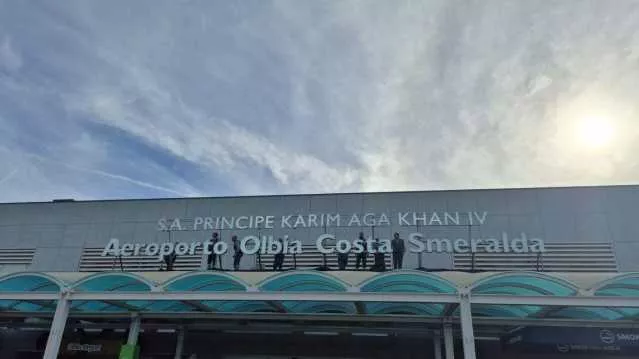 S.A. PRINCIPE KARIM AGA KHAN IV
Aeroporto Olbia Costa Smeralda